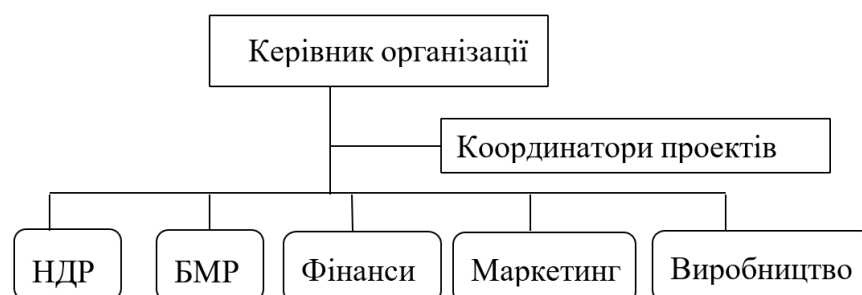 Керівник організації
Координатори проектів
НДР
БМР
Фінанси
Маркетинг
Виробництво